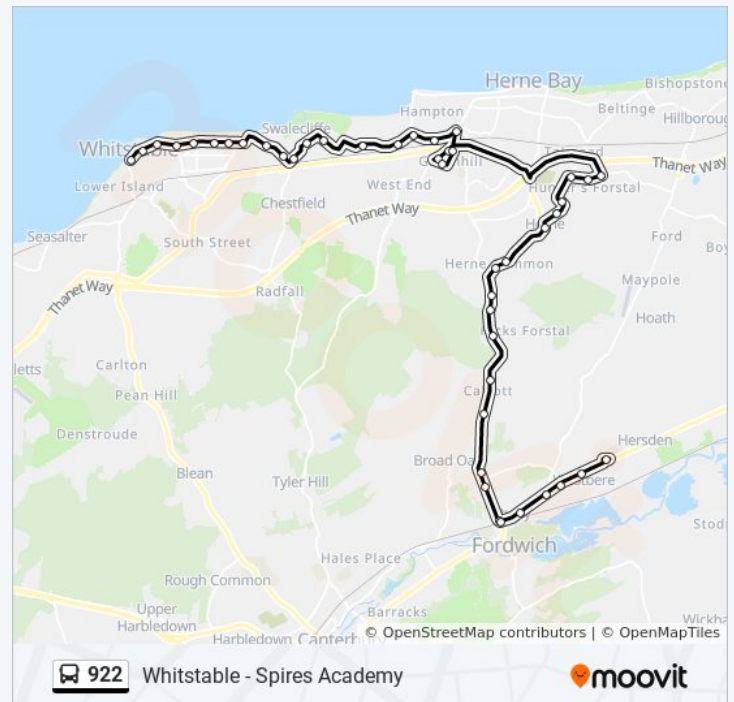 Herne Bay
Bishopstone
Hampton
Beltinge
Hillborough
Swalecliffe
Whitstable
Thanet Way
Lower Island
West End
Hunter's Forstal
Chestfield
Thanet Way
Herne
Ford
Seasalter
South Street
Herne Common
Maypole
Thanet Way
Radfall
Hoath
Carlton
Pean Hill
Denstroude
Hersden
Broad Oak
Blean
Tyler Hill
Fordwich
Hales Place
Rough Common
Upper
Harbledown
Barracks
Harbledown
Canterbury
© OpenStreetMap contributors | © OpenMapTiles
922 Whitstable - Spires Academy
moovit